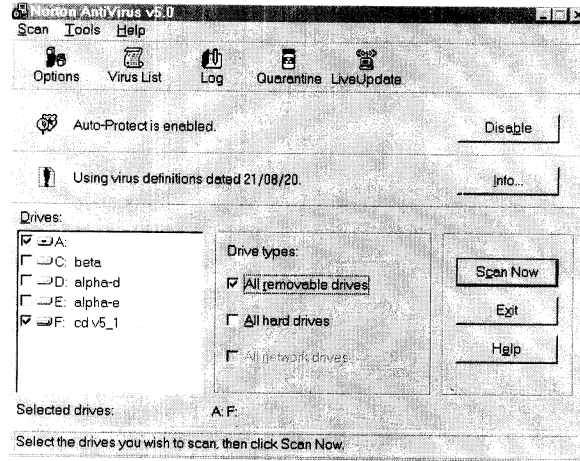 Norton AntiVirus v5.0
Scan Tools Help
Options Virus List Log Quarantine LiveUpdate
Auto-Protect is enabled. Disable
Using virus definitions dated 21/08/20. Info...
Drives:
A:
C: beta
D: alpha-d
E: alpha-e
F: cd v5_1
Drive types:
All removable drives
All hard drives
All network drives
Scan Now
Exit
Help
Selected drives: A: F:
Select the drives you wish to scan, then click Scan Now.